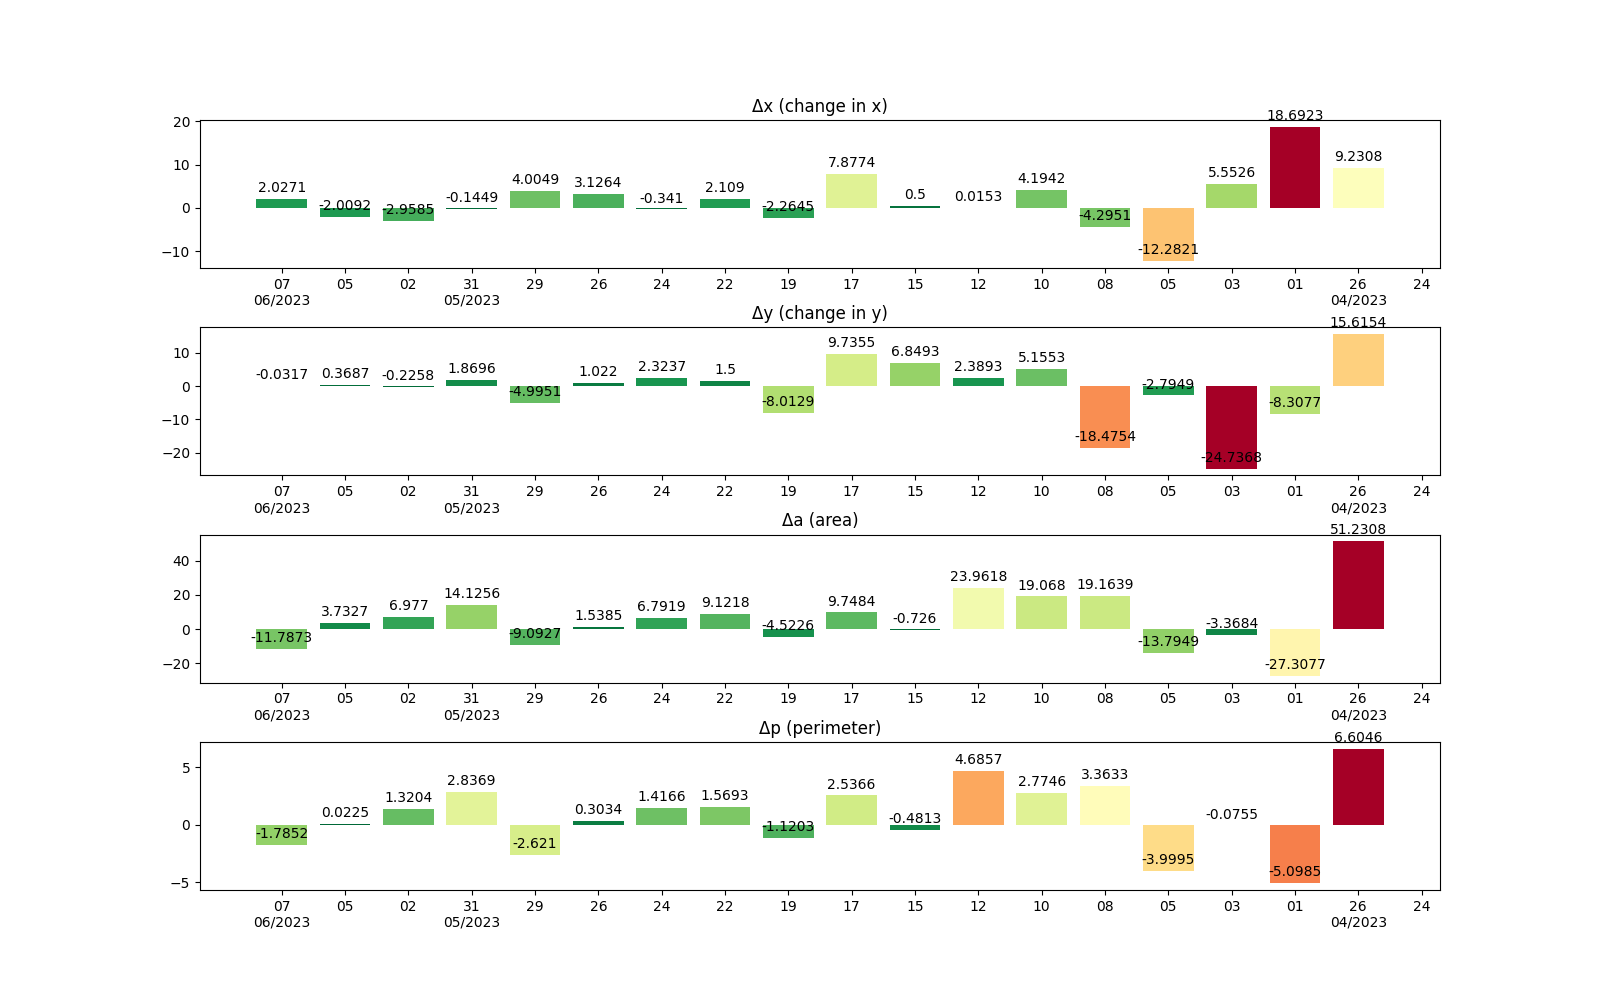 Δx (change in x)
20
10
0
−10
2.0271 -2.0092 -2.9585 -0.1449 4.0049 3.1264 -0.341 2.109 -2.2645 7.8774 0.5 0.0153 4.1942 -4.2951 -12.2821 5.5526 18.6923 9.2308
07 05 02 31 29 26 24 22 19 17 15 12 10 08 05 03 01 26 24
06/2023 05/2023 04/2023
Δy (change in y)
10
0
−10
−20
-0.0317 0.3687 -0.2258 1.8696 -4.9951 1.022 2.3237 1.5 -8.0129 9.7355 6.8493 2.3893 5.1553 -18.4754 -2.7949 -24.7368 -8.3077 15.6154
07 05 02 31 29 26 24 22 19 17 15 12 10 08 05 03 01 26 24
06/2023 05/2023 04/2023
Δa (area)
40
20
0
−20
-11.7873 3.7327 6.977 14.1256 -9.0927 1.5385 6.7919 9.1218 -4.5226 9.7484 -0.726 23.9618 19.068 19.1639 -13.7949 -3.3684 -27.3077 51.2308
07 05 02 31 29 26 24 22 19 17 15 12 10 08 05 03 01 26 24
06/2023 05/2023 04/2023
Δp (perimeter)
5
0
−5
-1.7852 0.0225 1.3204 2.8369 -2.621 0.3034 1.4166 1.5693 -1.1203 2.5366 -0.4813 4.6857 2.7746 3.3633 -3.9995 -0.0755 -5.0985 6.6046
07 05 02 31 29 26 24 22 19 17 15 12 10 08 05 03 01 26 24
06/2023 05/2023 04/2023